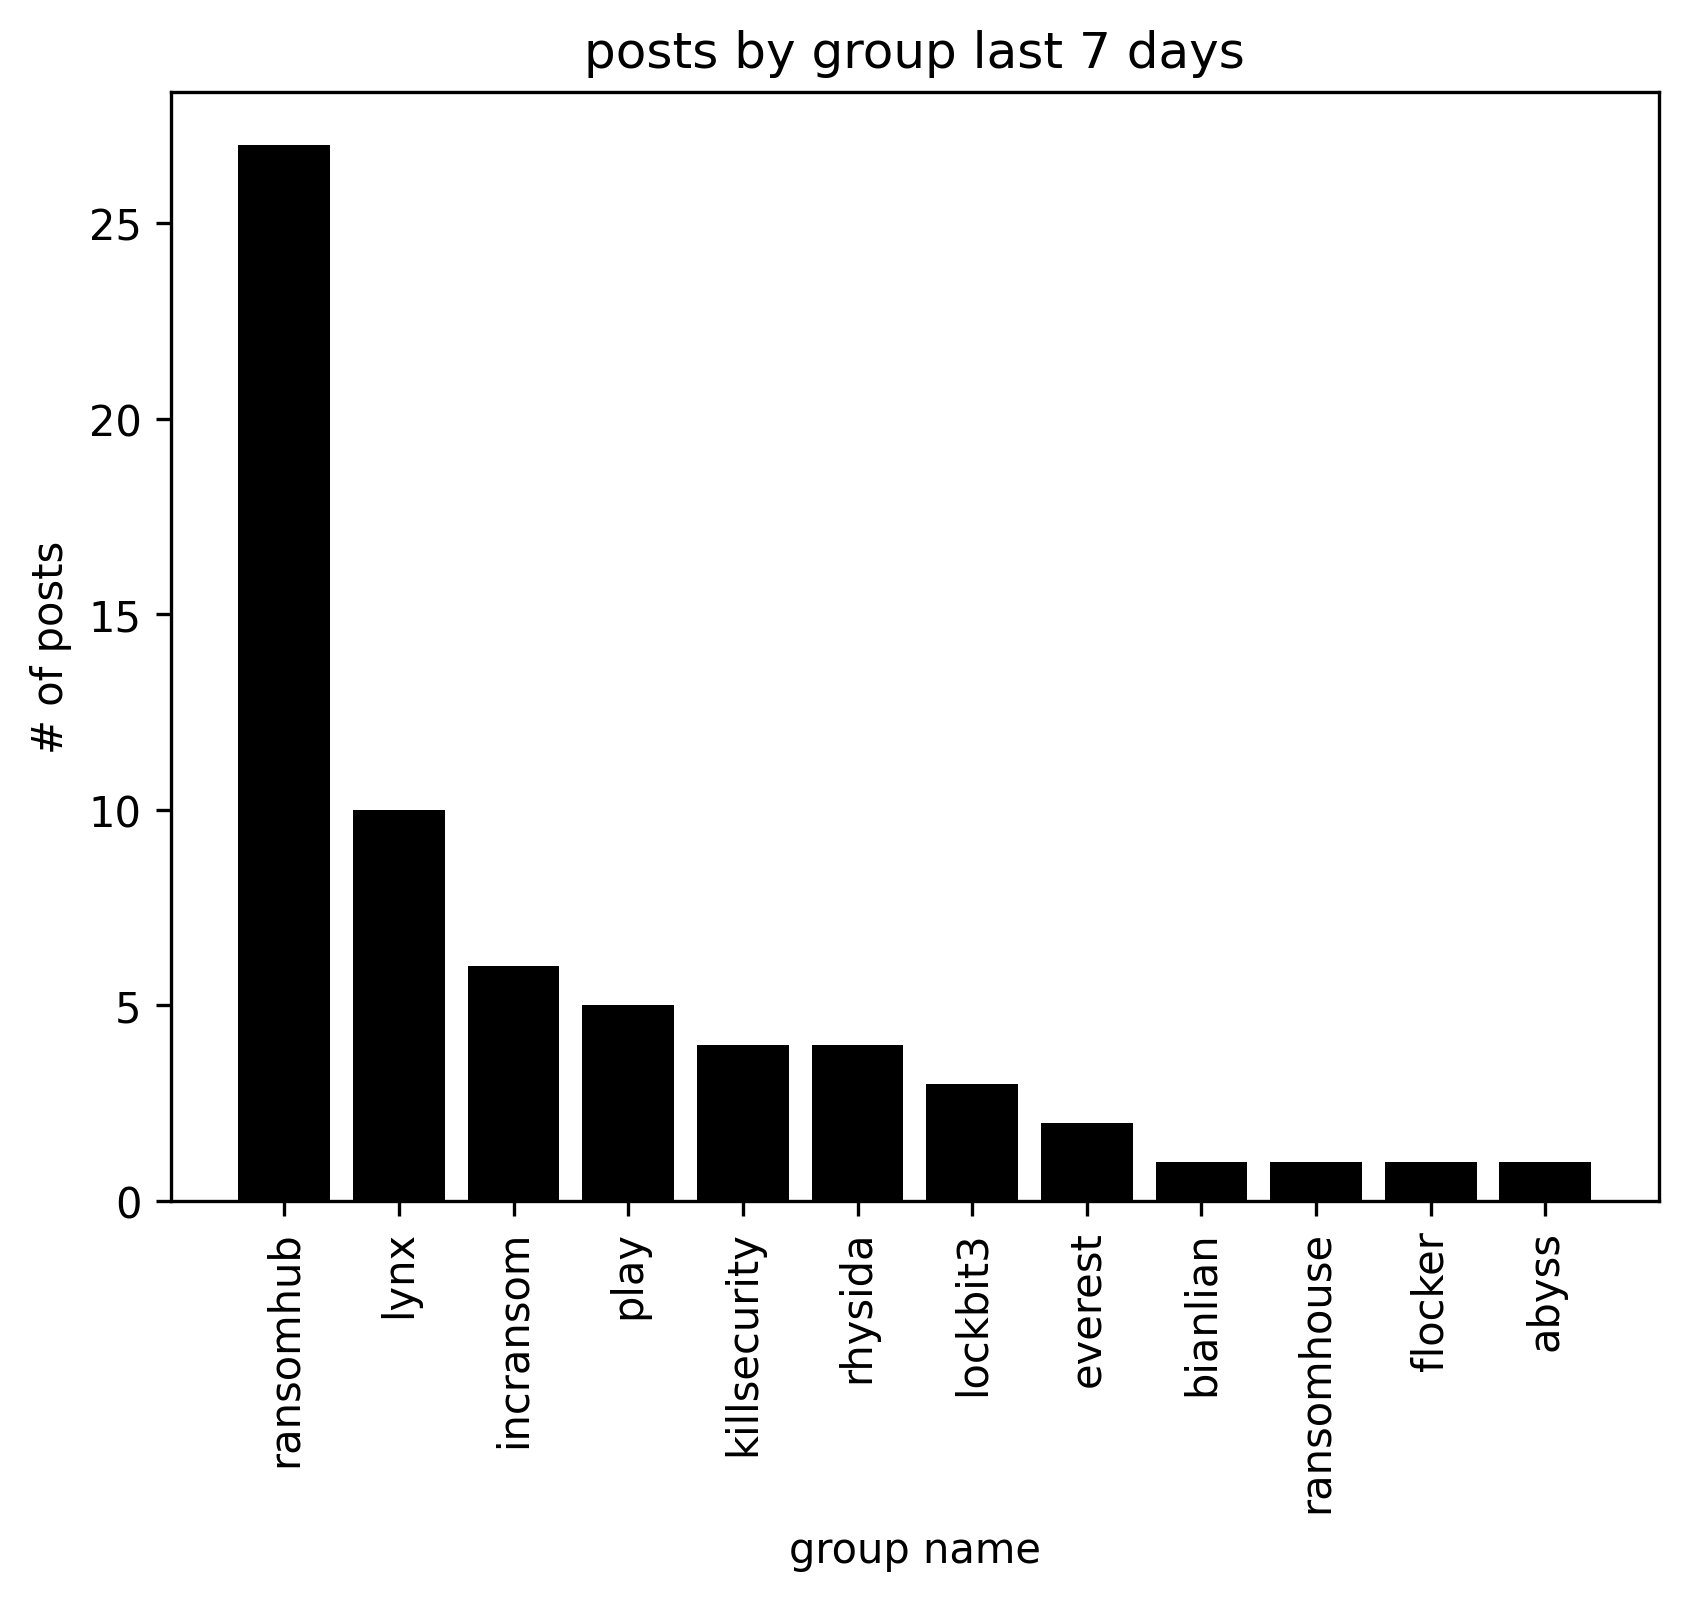 posts by group last 7 days
# of posts
25
20
15
10
5
0
ransomhub
lynx
incransom
play
killsecurity
rhysida
lockbit3
everest
bianlian
ransomhouse
flocker
abyss
group name